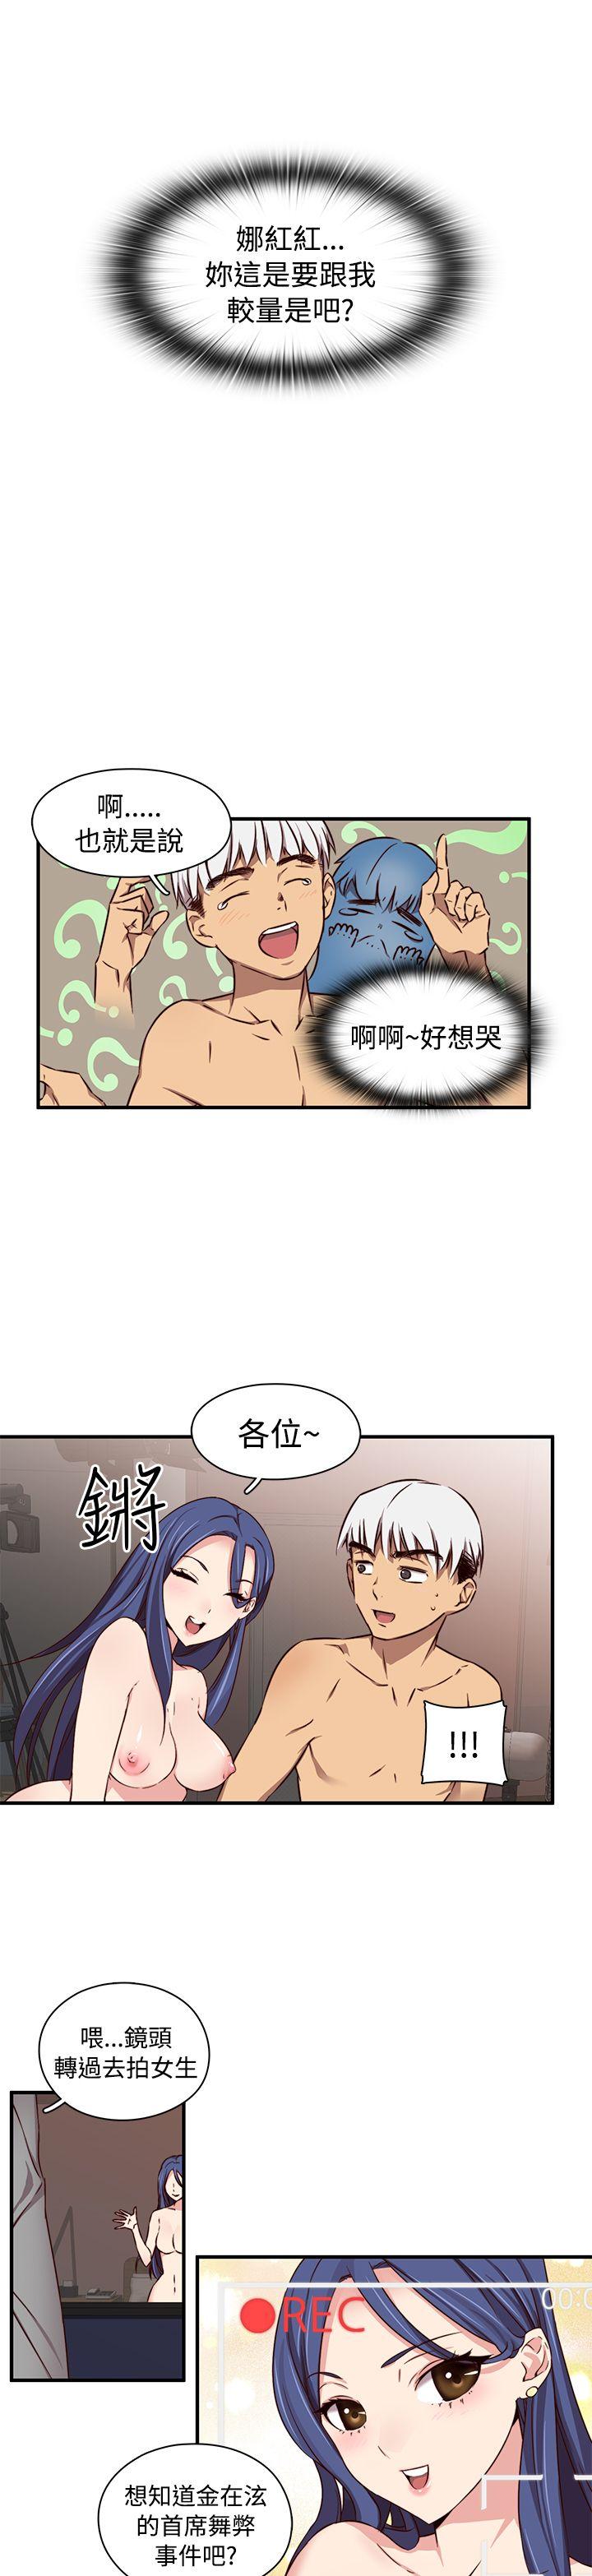 娜紅紅...
妳這是要跟我
較量是吧?
啊.....
也就是說
啊啊~好想哭
各位~
鏘
!!!
喂...鏡頭
轉過去拍女生
REC
00:0
想知道金在泫
的首席舞弊
事件吧?